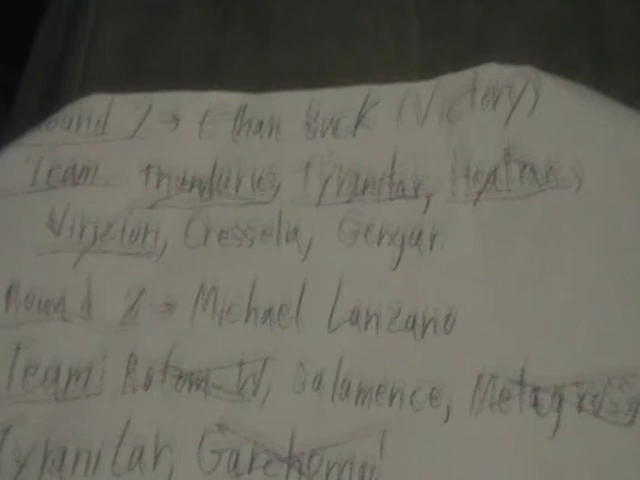 Round 1 → Ethan Buck (Victory)
Team Thundurus, Tyranitar, Heatran,
Virizion, Cresselia, Gengar
Round 2 → Michael Lanzano
Team: Rotom-W, Salamence, Metagross
Tyranitar, Garchomp